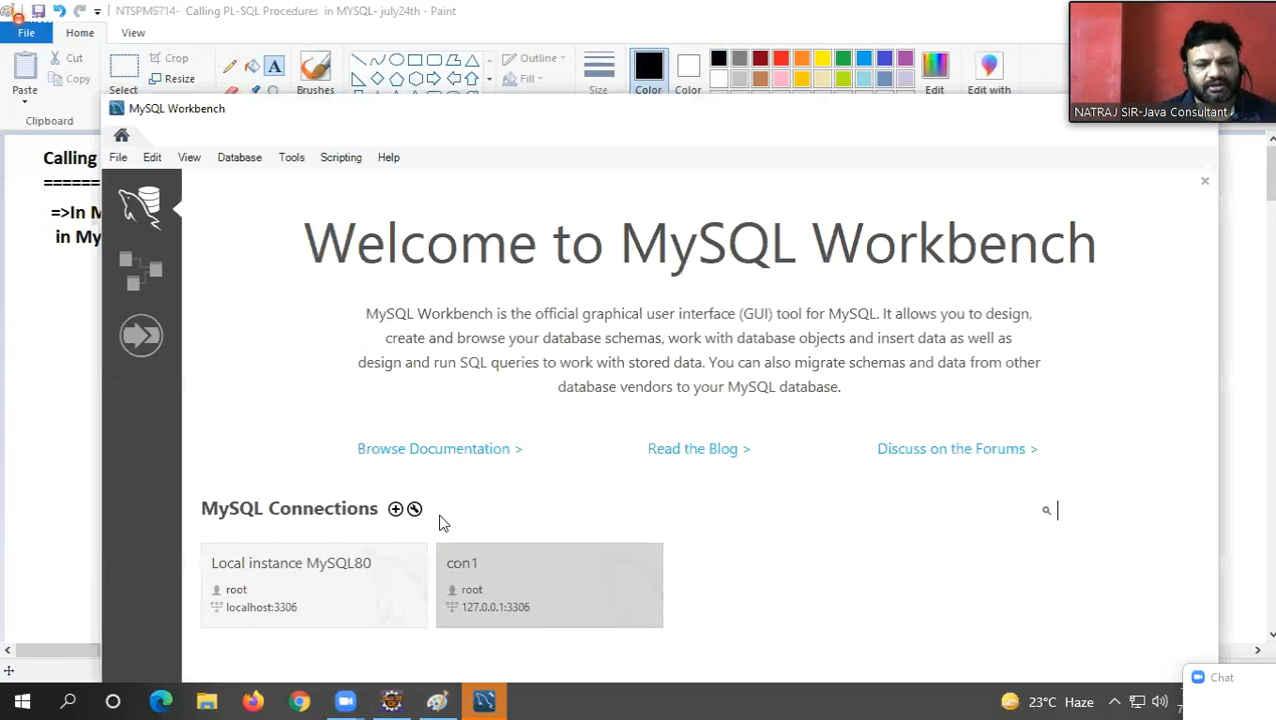 NTSPMS714- Calling PL-SQL Procedures in MYSQL- july24th - Paint
File
Home
View
Paste
Cut
Copy
Clipboard
Select
Crop
Resize
A
Brushes
Outline
Fill
Size
Color
Color
Edit
Edit with
NATRAJ SIR-Java Consultant
Calling
=>In M
in My
MySQL Workbench
File Edit View Database Tools Scripting Help
Welcome to MySQL Workbench
MySQL Workbench is the official graphical user interface (GUI) tool for MySQL. It allows you to design,
create and browse your database schemas, work with database objects and insert data as well as
design and run SQL queries to work with stored data. You can also migrate schemas and data from other
database vendors to your MySQL database.
Browse Documentation >
Read the Blog >
Discuss on the Forums >
MySQL Connections
Local instance MySQL80
root
localhost:3306
con1
root
127.0.0.1:3306
Chat
23°C Haze